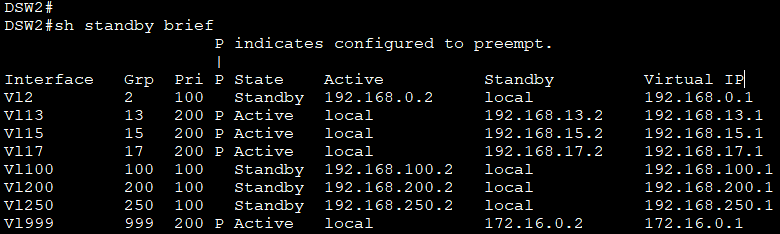 DSW2#
DSW2#sh standby brief
                     P indicates configured to preempt.
                     |
Interface   Grp  Pri P State   Active          Standby         Virtual IP
Vl2         2    100   Standby 192.168.0.2     local           192.168.0.1
Vl13        13   200 P Active  local           192.168.13.2    192.168.13.1
Vl15        15   200 P Active  local           192.168.15.2    192.168.15.1
Vl17        17   200 P Active  local           192.168.17.2    192.168.17.1
Vl100       100  100   Standby 192.168.100.2   local           192.168.100.1
Vl200       200  100   Standby 192.168.200.2   local           192.168.200.1
Vl250       250  100   Standby 192.168.250.2   local           192.168.250.1
Vl999       999  200 P Active  local           172.16.0.2      172.16.0.1